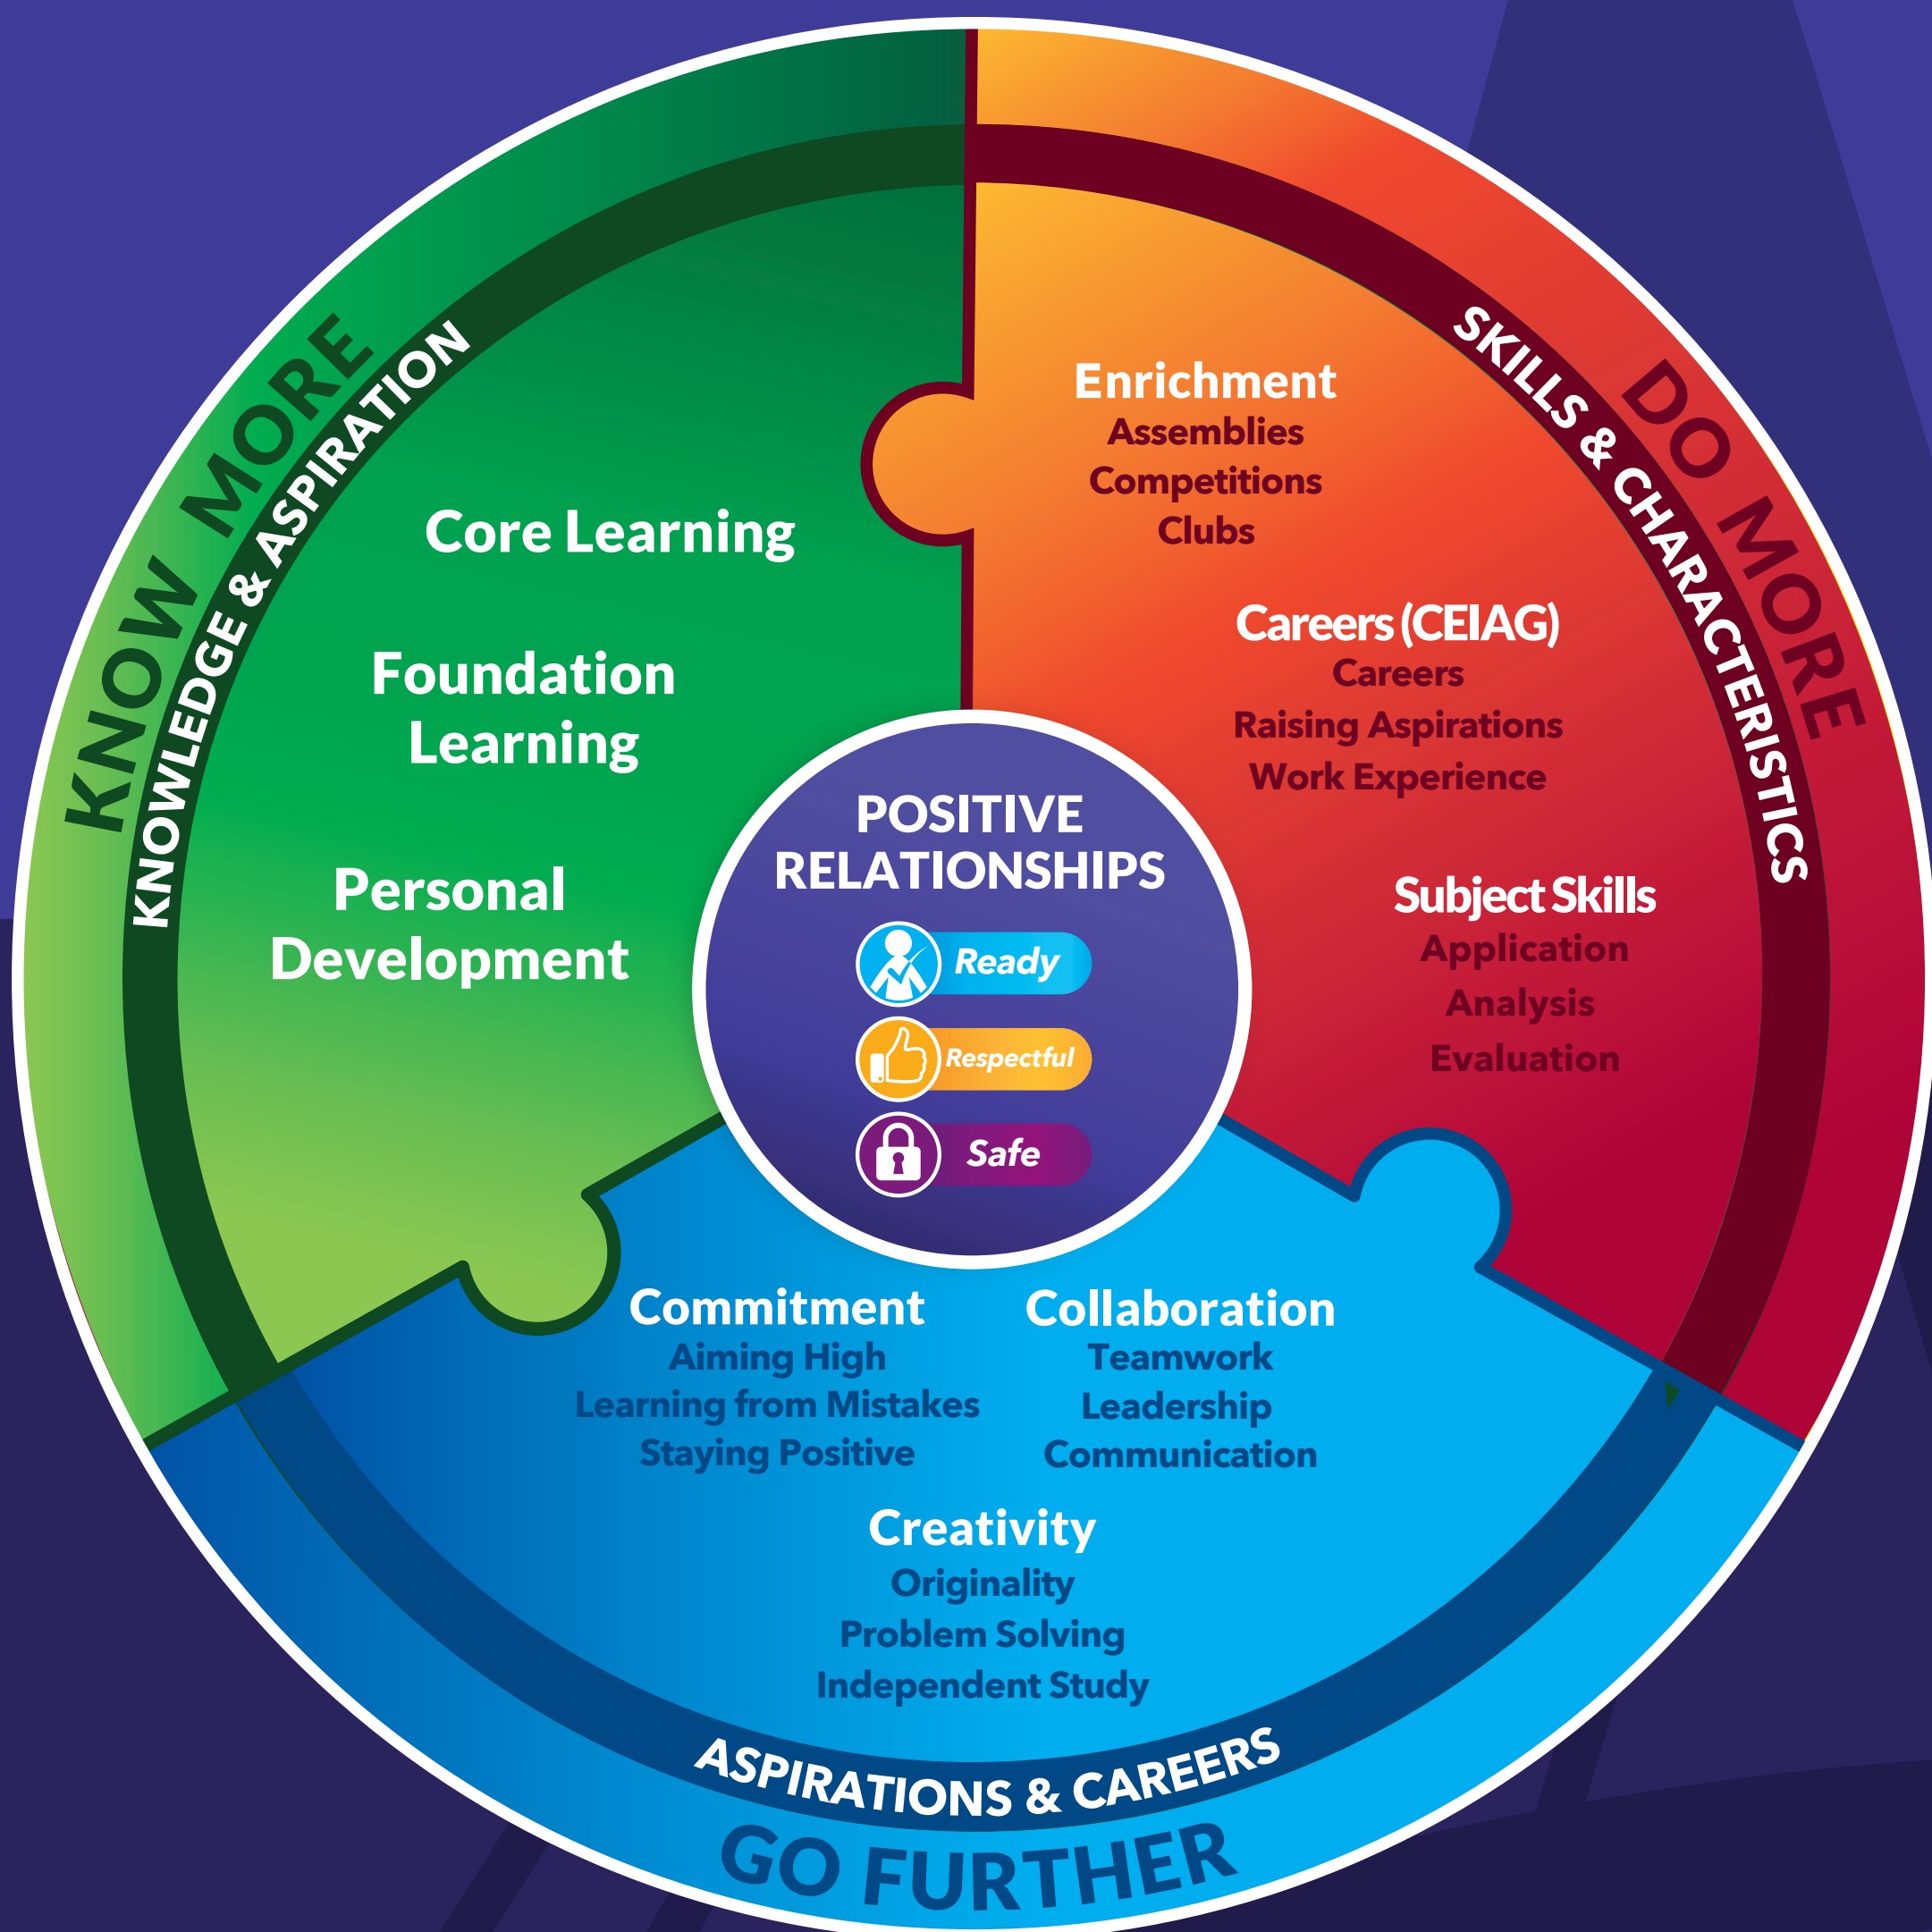 KNOW MORE
KNOWLEDGE & ASPIRATION
Core Learning
Foundation
Learning
Personal
Development
DO MORE
SKILLS & CHARACTERISTICS
Enrichment
Assemblies
Competitions
Clubs
Careers (CEIAG)
Careers
Raising Aspirations
Work Experience
Subject Skills
Application
Analysis
Evaluation
POSITIVE
RELATIONSHIPS
Ready
Respectful
Safe
Commitment
Aiming High
Learning from Mistakes
Staying Positive
Collaboration
Teamwork
Leadership
Communication
Creativity
Originality
Problem Solving
Independent Study
ASPIRATIONS & CAREERS
GO FURTHER